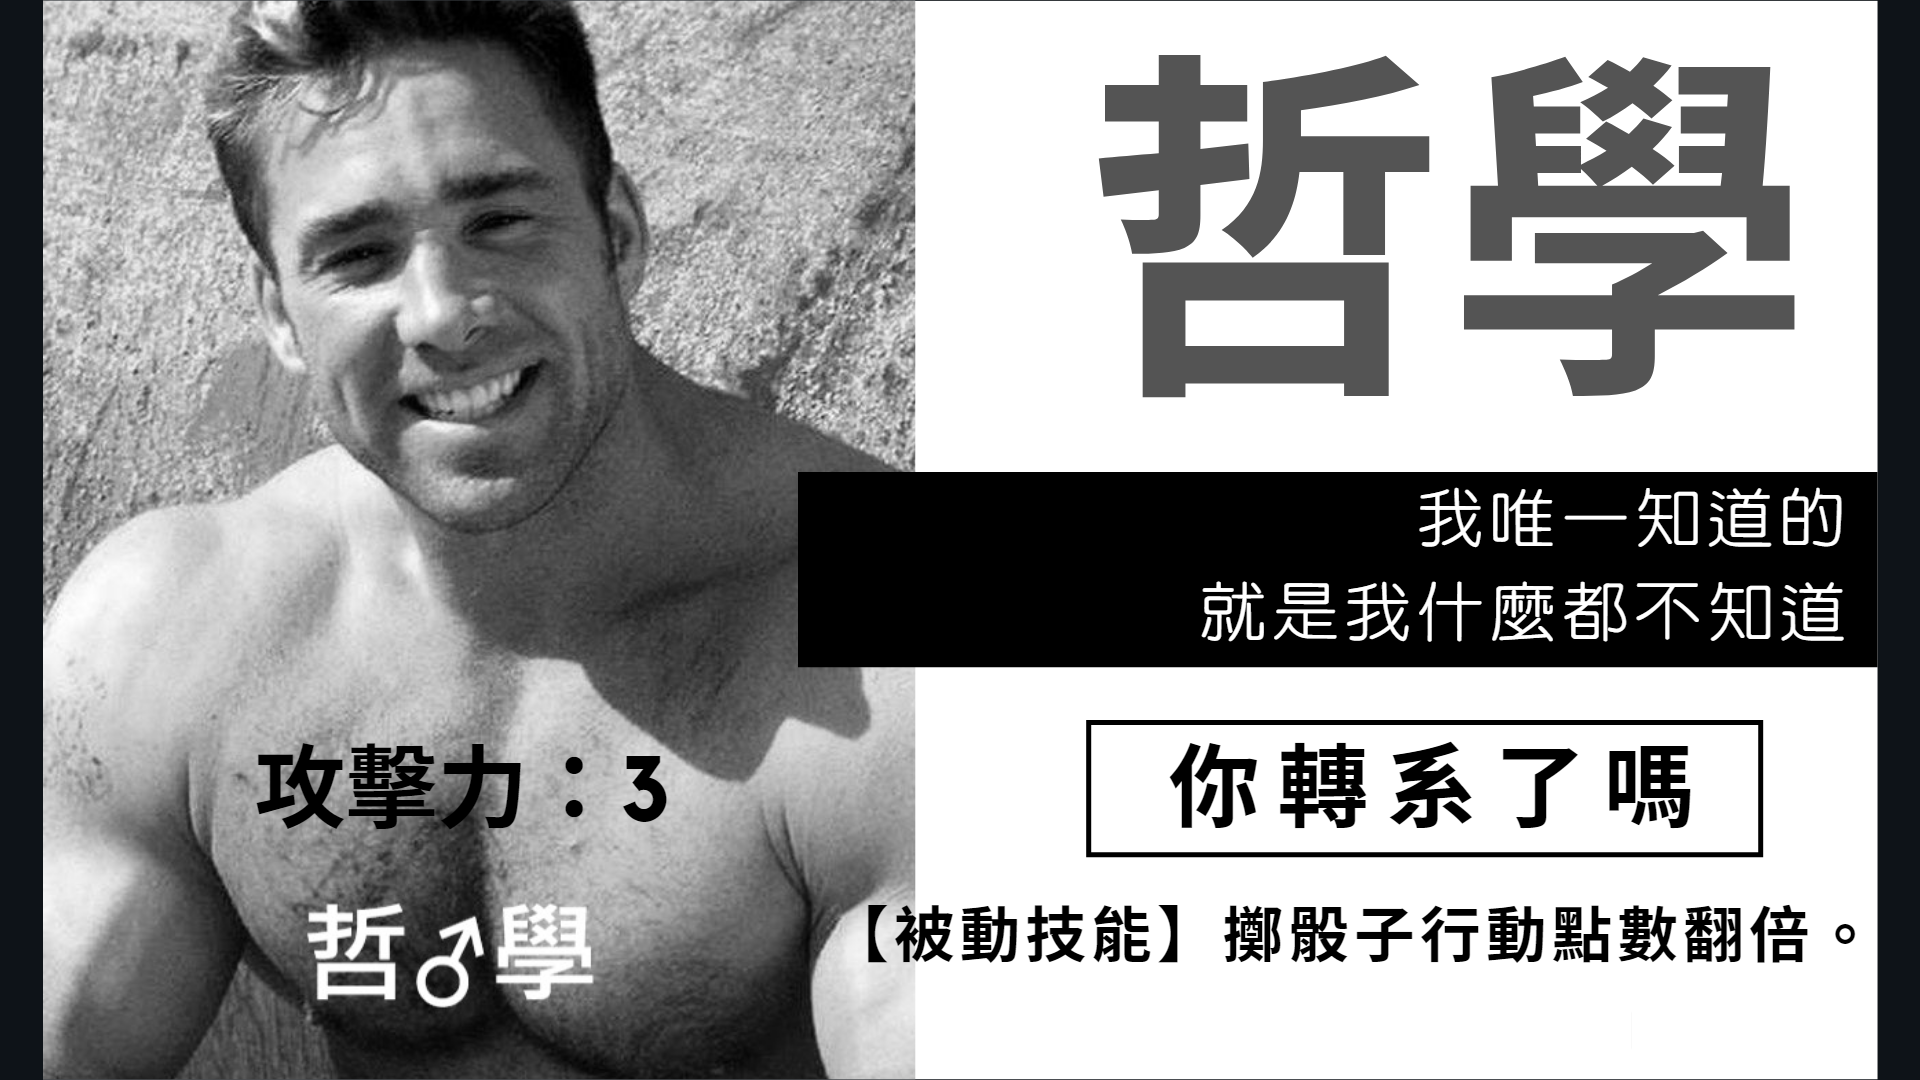 哲學
我唯一知道的
就是我什麼都不知道
攻擊力：3
你轉系了嗎
哲♂學
【被動技能】擲骰子行動點數翻倍。